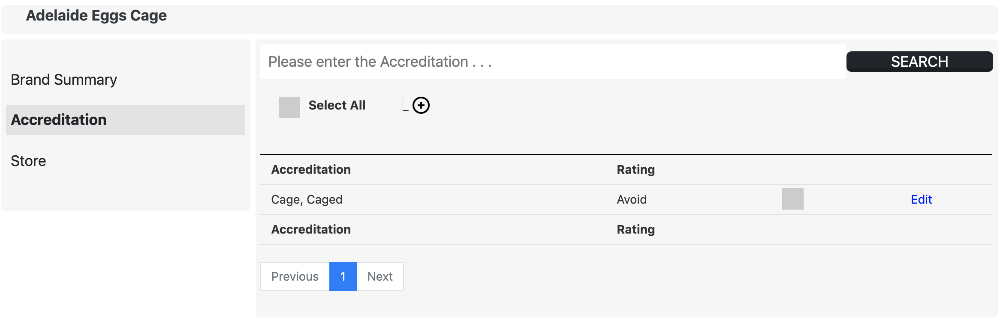 Adelaide Eggs Cage
Brand Summary
Accreditation
Store
Please enter the Accreditation . . .
SEARCH
Select All
_
Accreditation Rating
Cage, Caged Avoid Edit
Accreditation Rating
Previous 1 Next